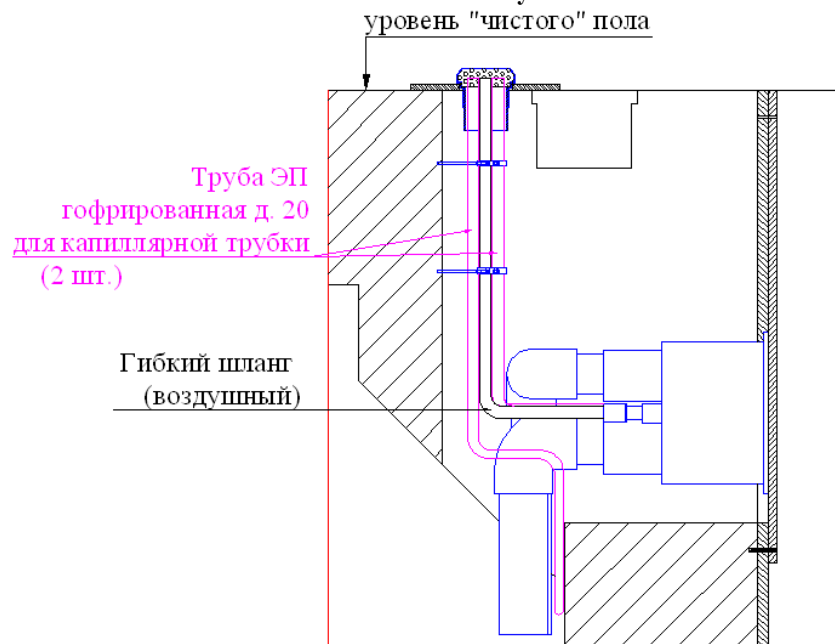 уровень "чистого" пола
Труба ЭП
гофрированная д. 20
для капиллярной трубки
(2 шт.)
Гибкий шланг
(воздушный)